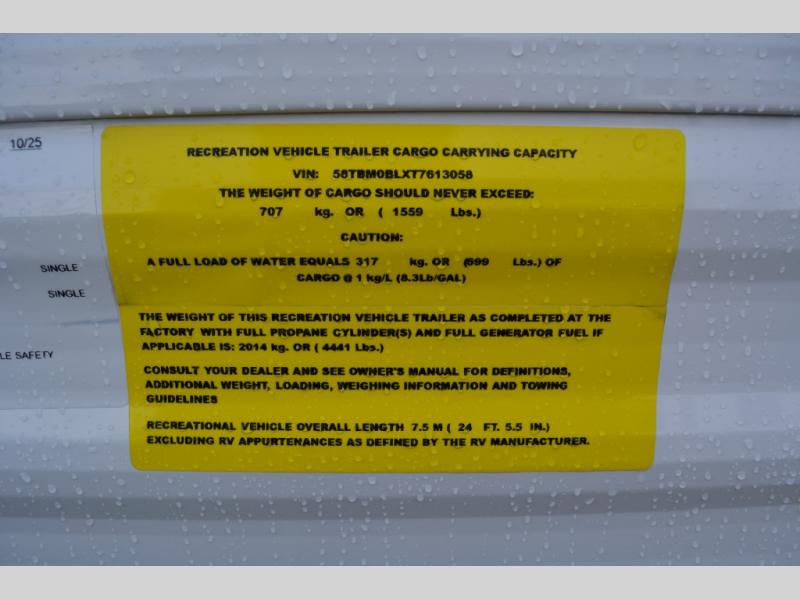 10/25
SINGLE
SINGLE
LE SAFETY
RECREATION VEHICLE TRAILER CARGO CARRYING CAPACITY
VIN: 58TBM0BLXT7613058
THE WEIGHT OF CARGO SHOULD NEVER EXCEED:
707 kg. OR ( 1559 Lbs.)
CAUTION:
A FULL LOAD OF WATER EQUALS 317 kg. OR (699 Lbs.) OF
CARGO @ 1 kg/L (8.3Lb/GAL)
THE WEIGHT OF THIS RECREATION VEHICLE TRAILER AS COMPLETED AT THE
FACTORY WITH FULL PROPANE CYLINDER(S) AND FULL GENERATOR FUEL IF
APPLICABLE IS: 2014 kg. OR ( 4441 Lbs.)
CONSULT YOUR DEALER AND SEE OWNER'S MANUAL FOR DEFINITIONS,
ADDITIONAL WEIGHT, LOADING, WEIGHING INFORMATION AND TOWING
GUIDELINES
RECREATIONAL VEHICLE OVERALL LENGTH 7.5 M ( 24 FT. 5.5 IN.)
EXCLUDING RV APPURTENANCES AS DEFINED BY THE RV MANUFACTURER.